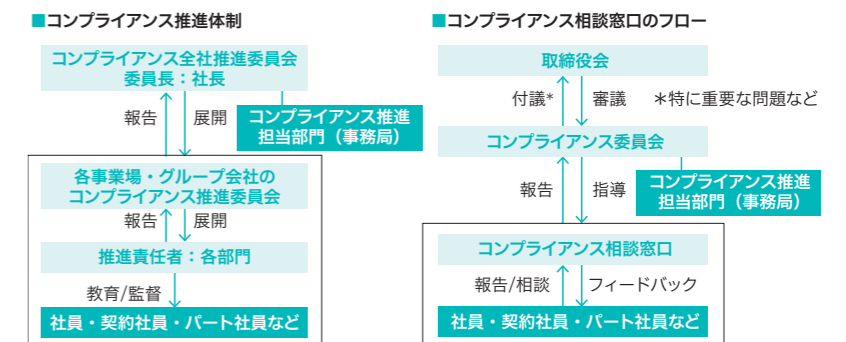 ■コンプライアンス推進体制
コンプライアンス全社推進委員会
委員長：社長
報告
展開
コンプライアンス推進
担当部門（事務局）
各事業場・グループ会社の
コンプライアンス推進委員会
報告
展開
推進責任者：各部門
教育/監督
社員・契約社員・パート社員など
■コンプライアンス相談窓口のフロー
取締役会
付議*
審議
＊特に重要な問題など
コンプライアンス委員会
報告
指導
コンプライアンス推進
担当部門（事務局）
コンプライアンス相談窓口
報告/相談
フィードバック
社員・契約社員・パート社員など